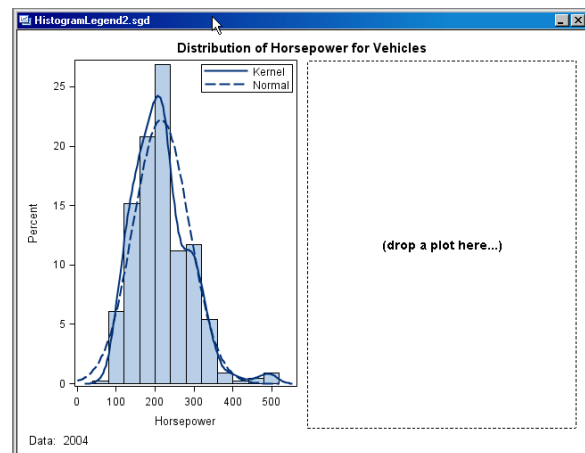 HistogramLegend2.sgd
Distribution of Horsepower for Vehicles
Kernel
Normal
25
20
15
10
5
0
Percent
0 100 200 300 400 500
Horsepower
(drop a plot here...)
Data: 2004